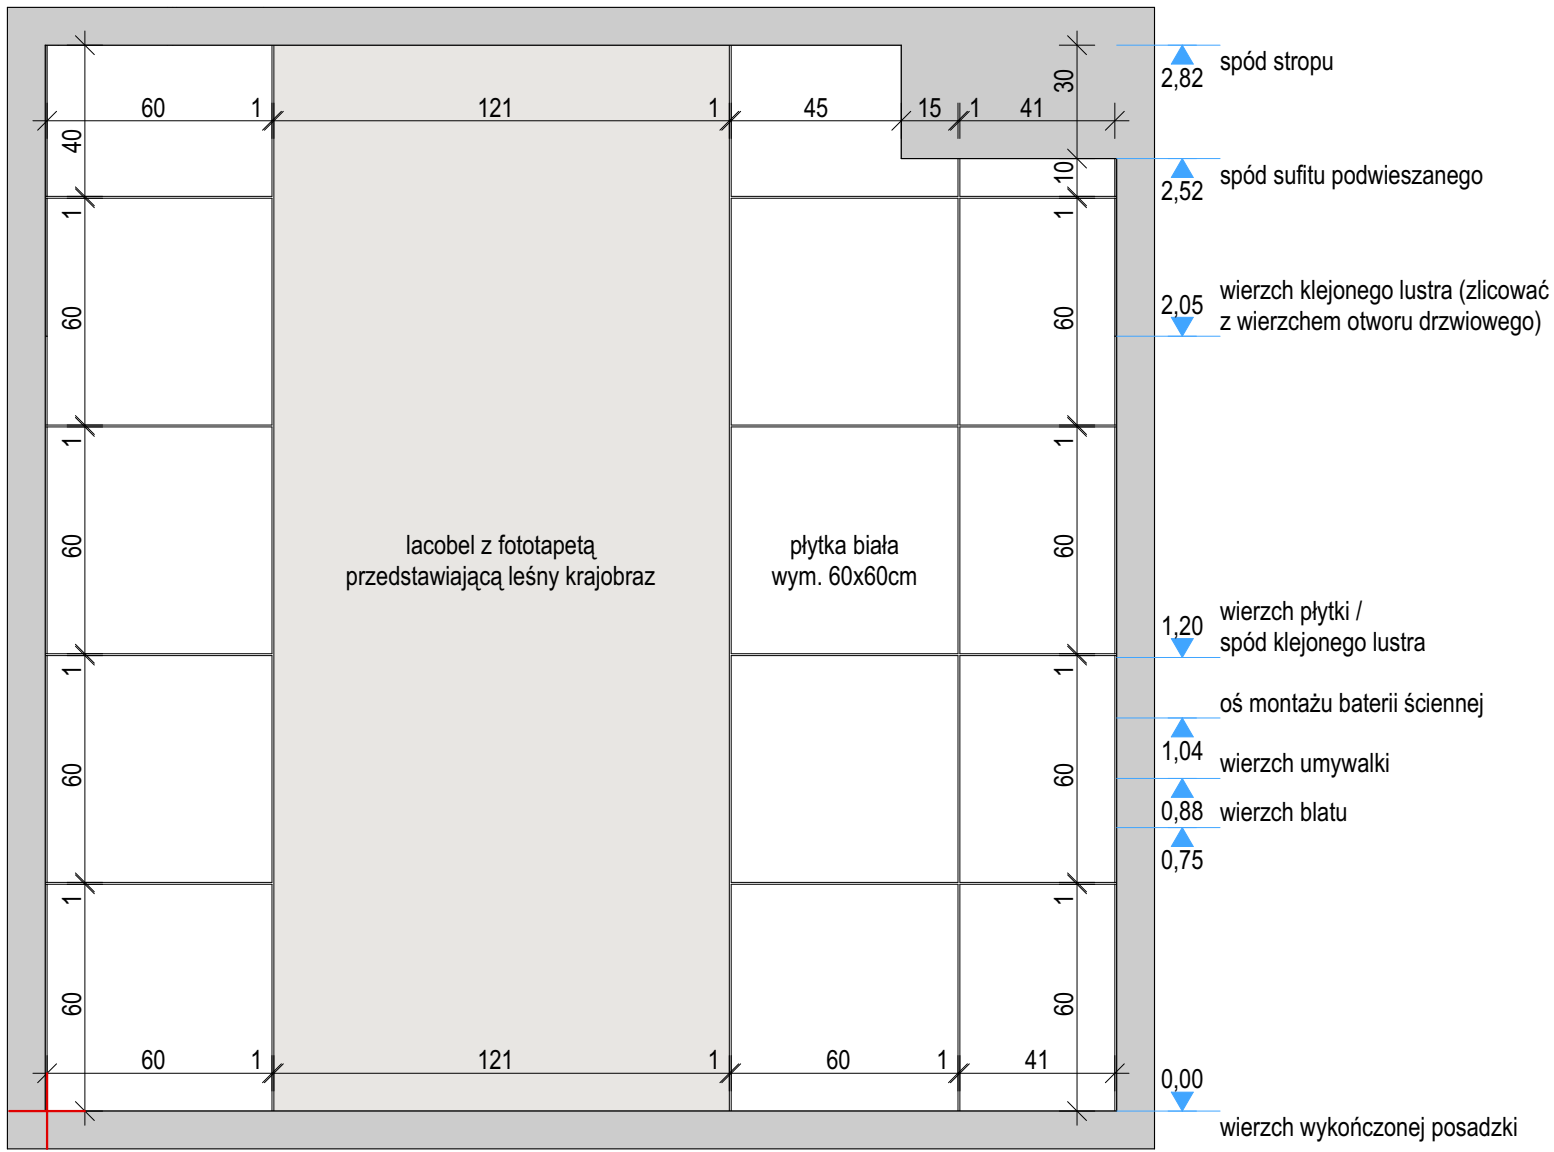 spód stropu
2,82
30
60 1 121 1 45 15 1 41
40
10
spód sufitu podwieszanego
2,52
1 1
wierzch klejonego lustra (zlicować
z wierzchem otworu drzwiowego)
2,05
60 60
1 1
60 60
lacobel z fototapetą
przedstawiającą leśny krajobraz
płytka biała
wym. 60x60cm
wierzch płytki /
spód klejonego lustra
1,20
1 1
oś montażu baterii ściennej
1,04
wierzch umywalki
0,88
60 60
wierzch blatu
0,75
1 1
60 60
60 1 121 1 60 1 41
0,00
wierzch wykończonej posadzki